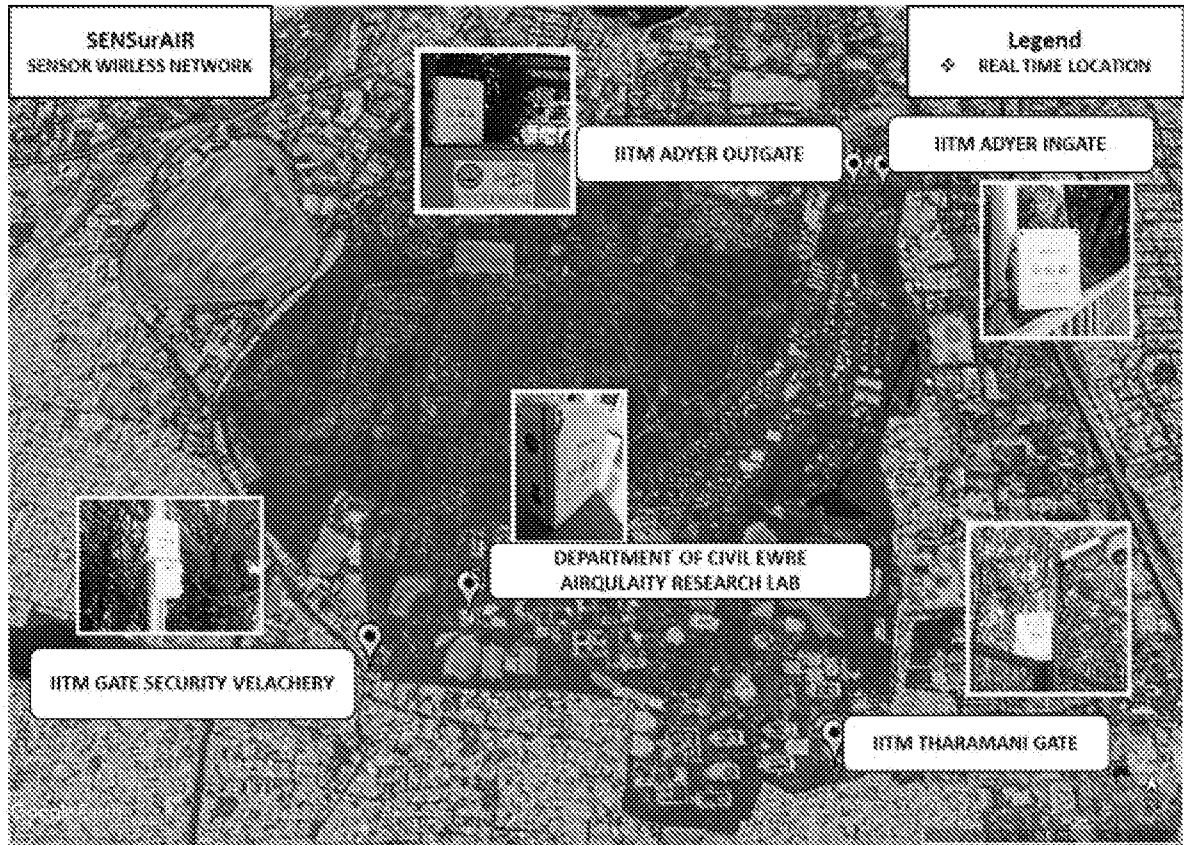 SENSurAIR
SENSOR WIRLESS NETWORK
Legend
REAL TIME LOCATION
IITM ADYER OUTGATE
IITM ADYER INGATE
DEPARTMENT OF CIVIL EWRE
AIRQULAITY RESEARCH LAB
IITM GATE SECURITY VELACHERY
IITM THARAMANI GATE